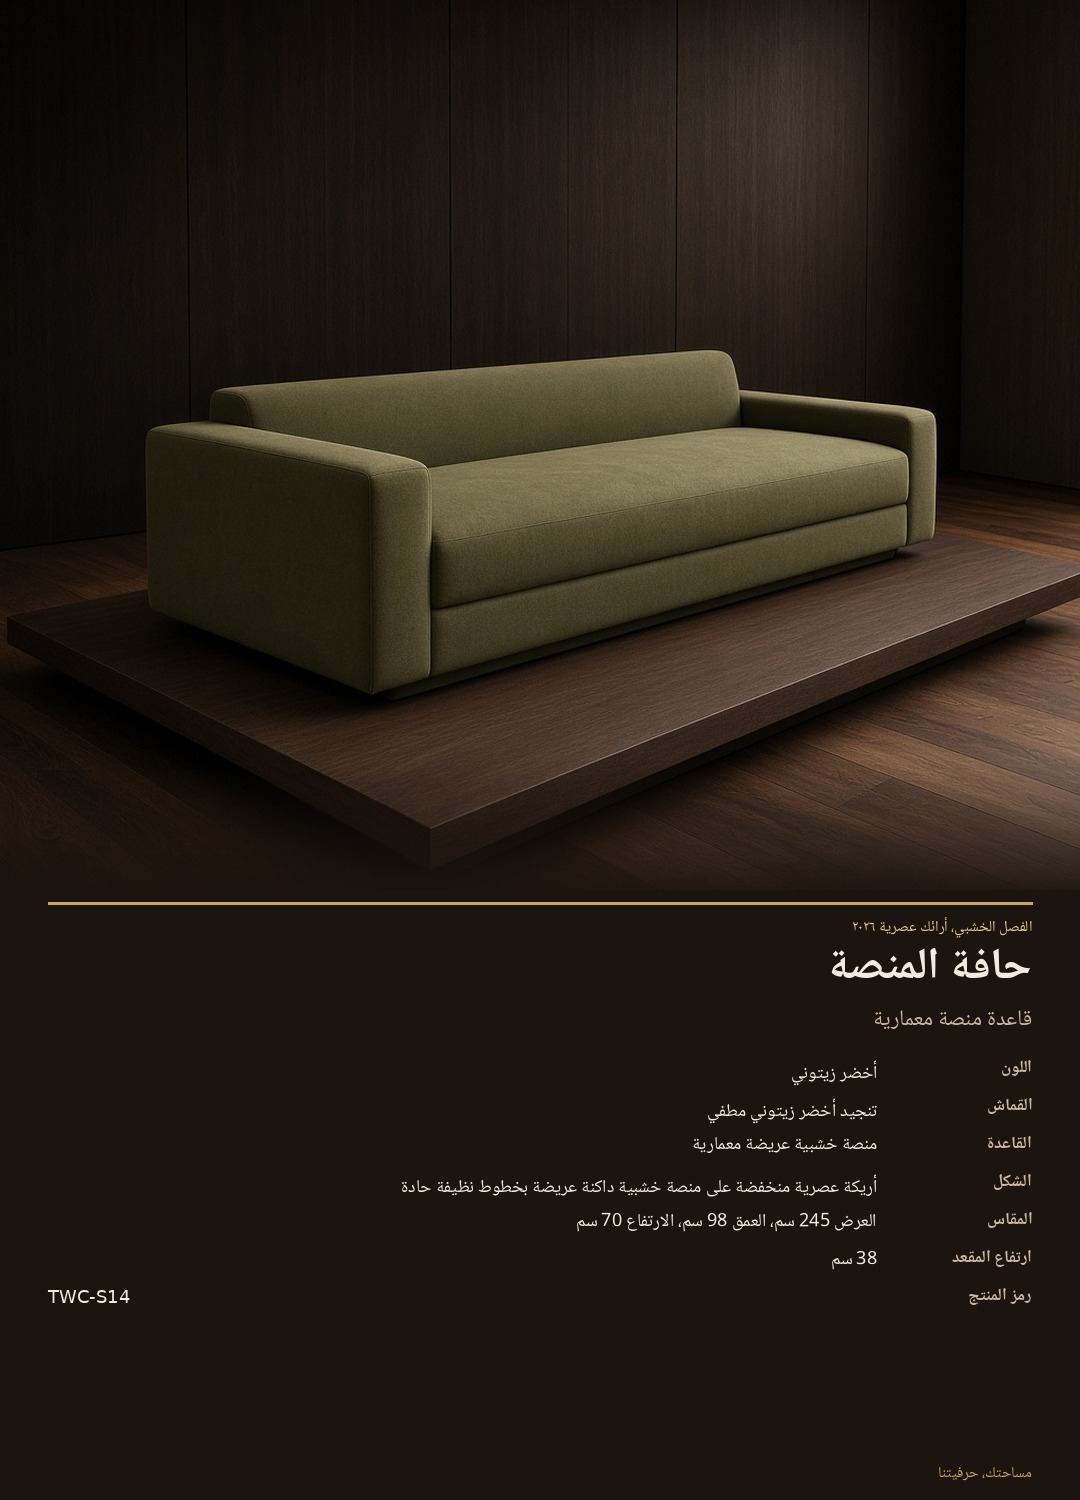 الفصل الخشبي، أرائك عصرية ٢٠٢٦
حافة المنصة
قاعدة منصة معمارية
اللون أخضر زيتوني
القماش تنجيد أخضر زيتوني مطفي
القاعدة منصة خشبية عريضة معمارية
الشكل أريكة عصرية منخفضة على منصة خشبية داكنة عريضة بخطوط نظيفة حادة
المقاس العرض 245 سم، العمق 98 سم، الارتفاع 70 سم
ارتفاع المقعد 38 سم
رمز المنتج TWC-S14
مساحتك، حرفيتنا